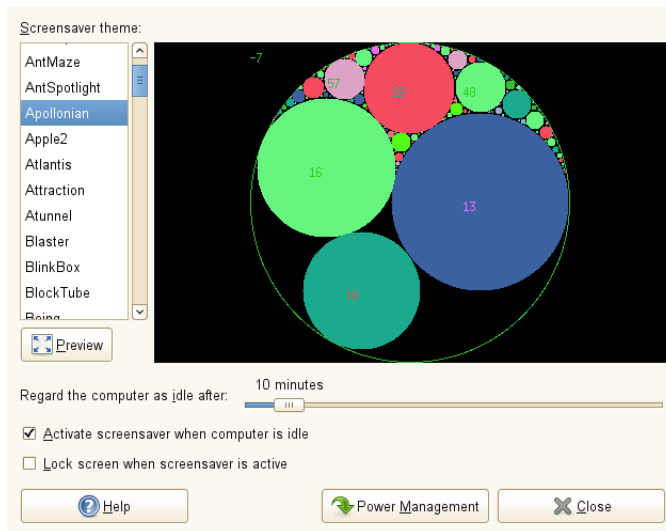 Screensaver theme:
AntMaze
AntSpotlight
Apollonian
Apple2
Atlantis
Attraction
Atunnel
Blaster
BlinkBox
BlockTube
Preview
-7
57
26
48
16
13
18
Regard the computer as idle after:
10 minutes
Activate screensaver when computer is idle
Lock screen when screensaver is active
Help
Power Management
Close